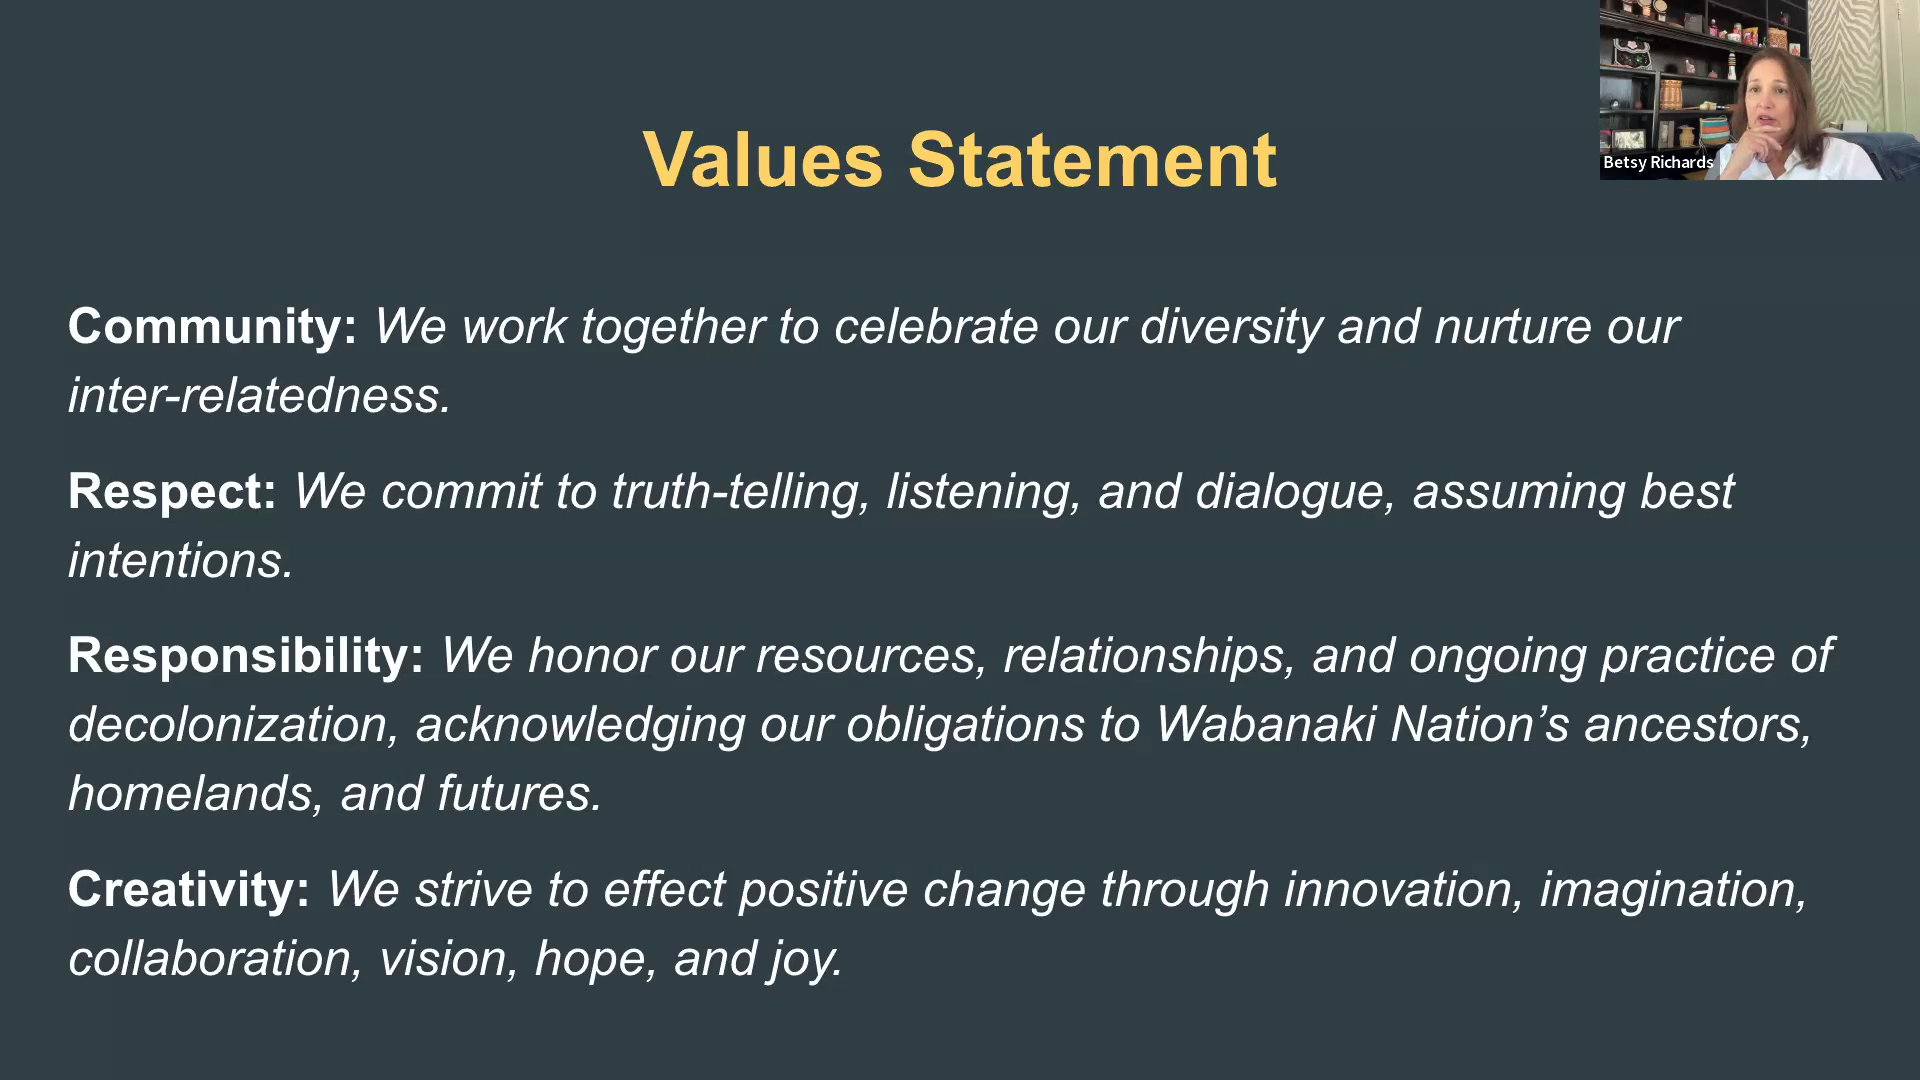 Betsy Richards
Values Statement
Community: We work together to celebrate our diversity and nurture our
inter-relatedness.
Respect: We commit to truth-telling, listening, and dialogue, assuming best
intentions.
Responsibility: We honor our resources, relationships, and ongoing practice of
decolonization, acknowledging our obligations to Wabanaki Nation’s ancestors,
homelands, and futures.
Creativity: We strive to effect positive change through innovation, imagination,
collaboration, vision, hope, and joy.